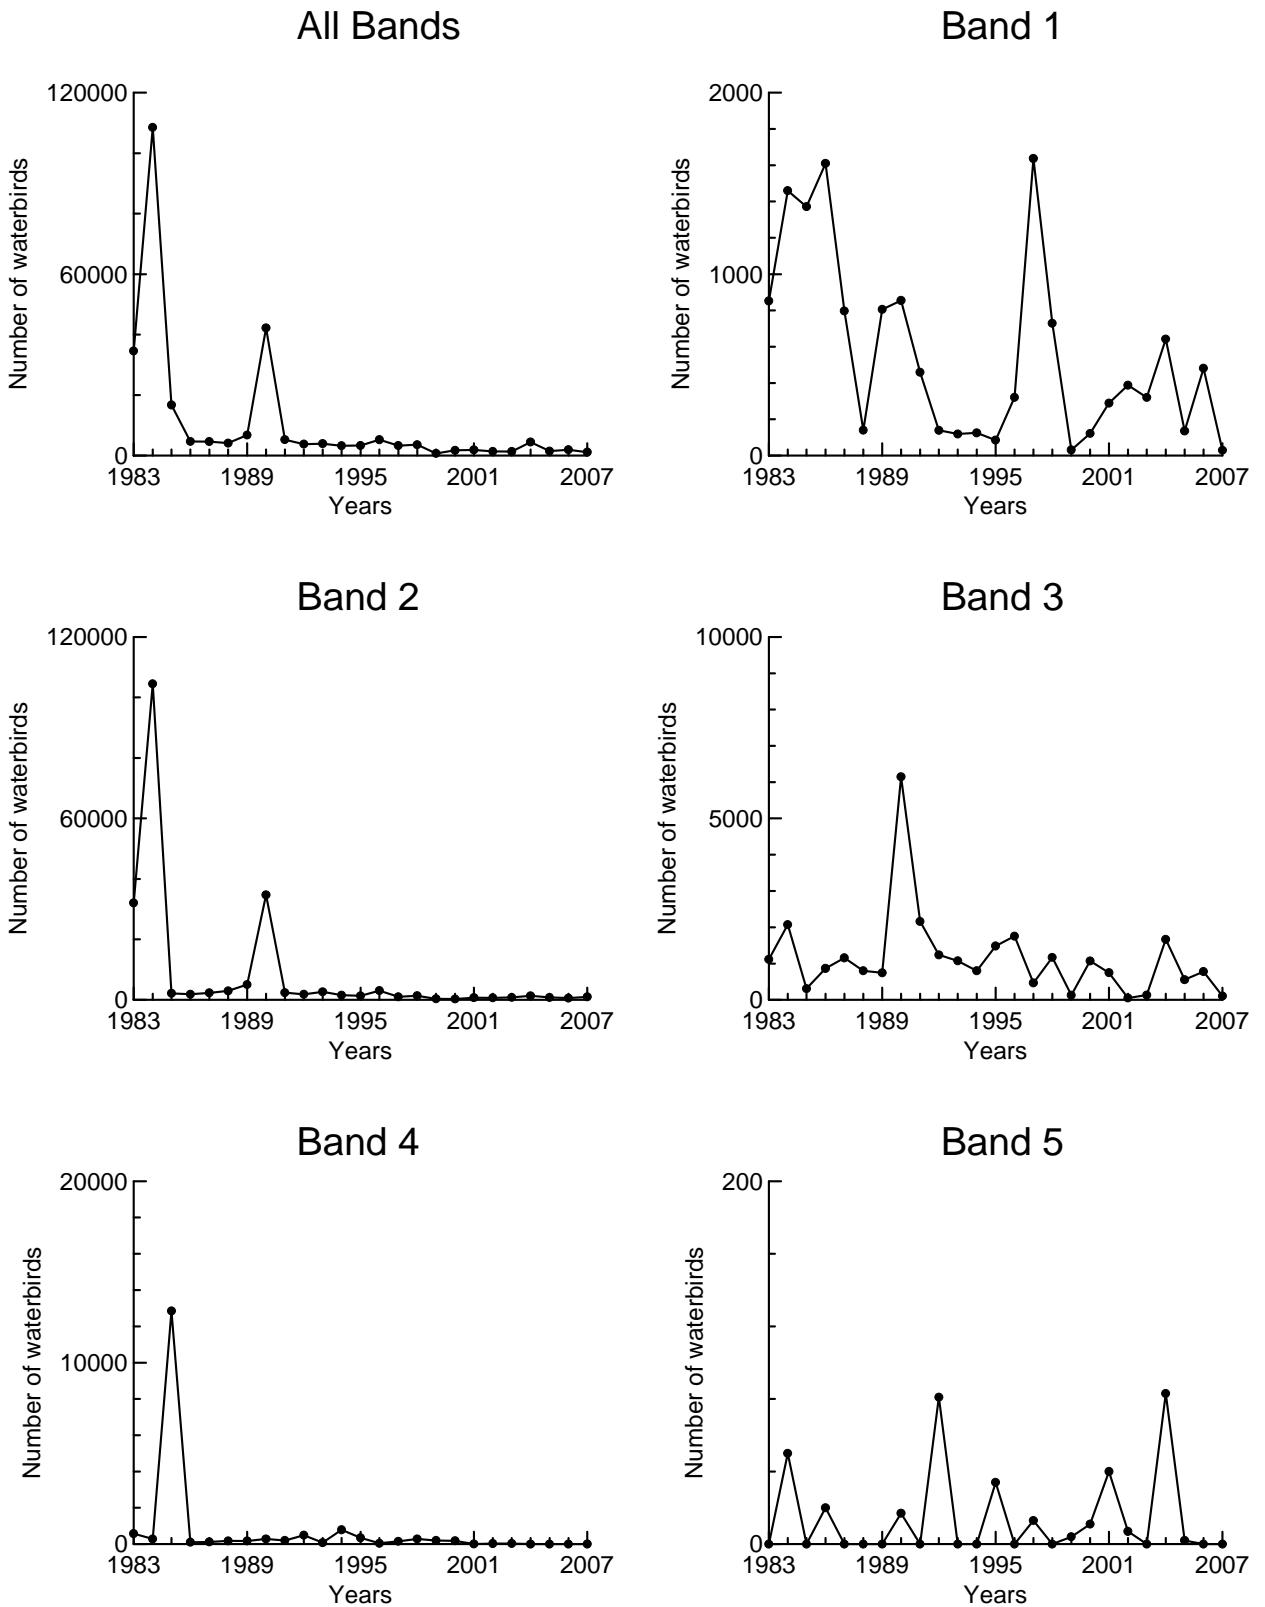 All Bands
Number of waterbirds
120000
60000
0
1983 1989 1995 2001 2007
Years
Band 1
Number of waterbirds
2000
1000
0
1983 1989 1995 2001 2007
Years
Band 2
Number of waterbirds
120000
60000
0
1983 1989 1995 2001 2007
Years
Band 3
Number of waterbirds
10000
5000
0
1983 1989 1995 2001 2007
Years
Band 4
Number of waterbirds
20000
10000
0
1983 1989 1995 2001 2007
Years
Band 5
Number of waterbirds
200
0
1983 1989 1995 2001 2007
Years